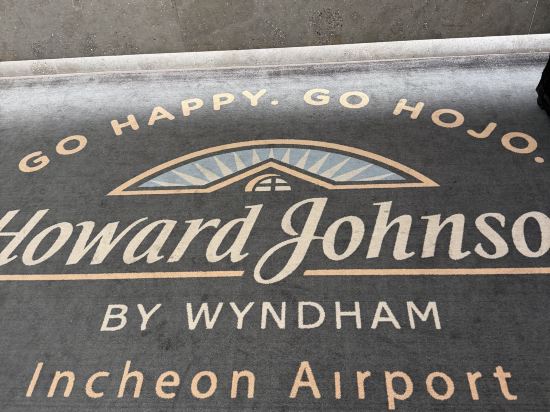 GO HAPPY. GO HOJO.
Howard Johnso
BY WYNDHAM
Incheon Airport